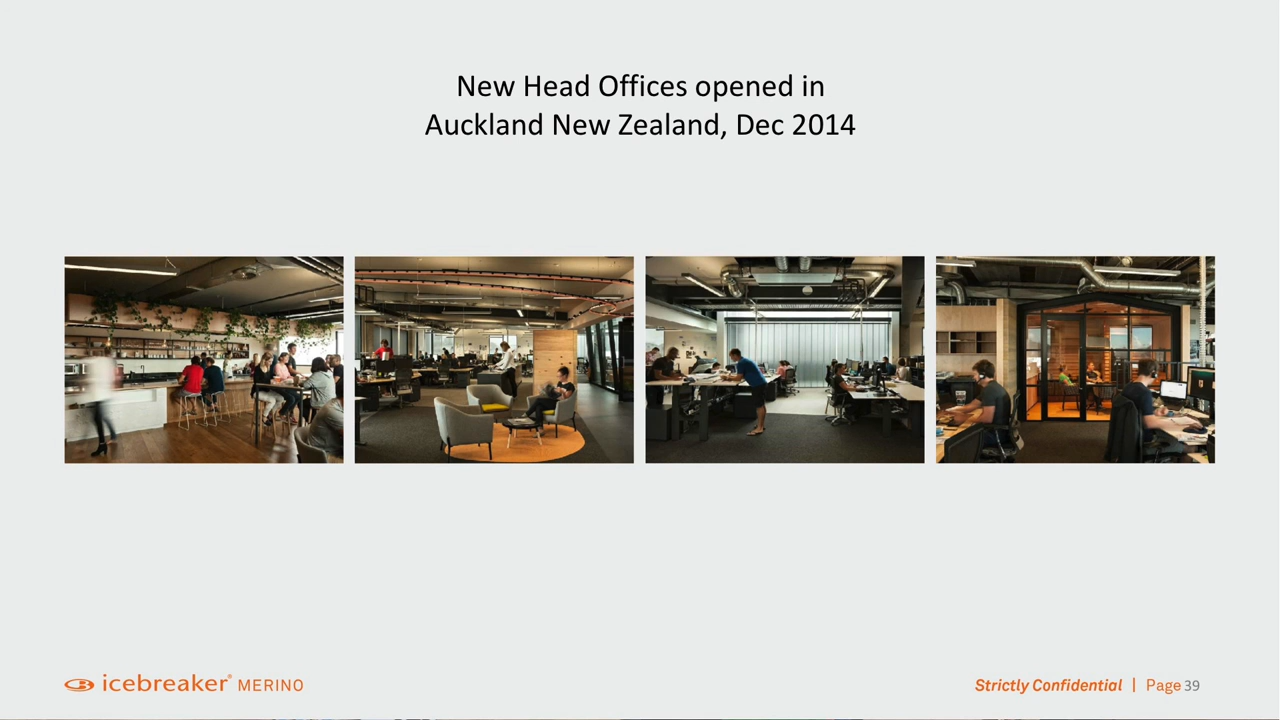 New Head Offices opened in
Auckland New Zealand, Dec 2014
icebreaker® MERINO
Strictly Confidential | Page 39